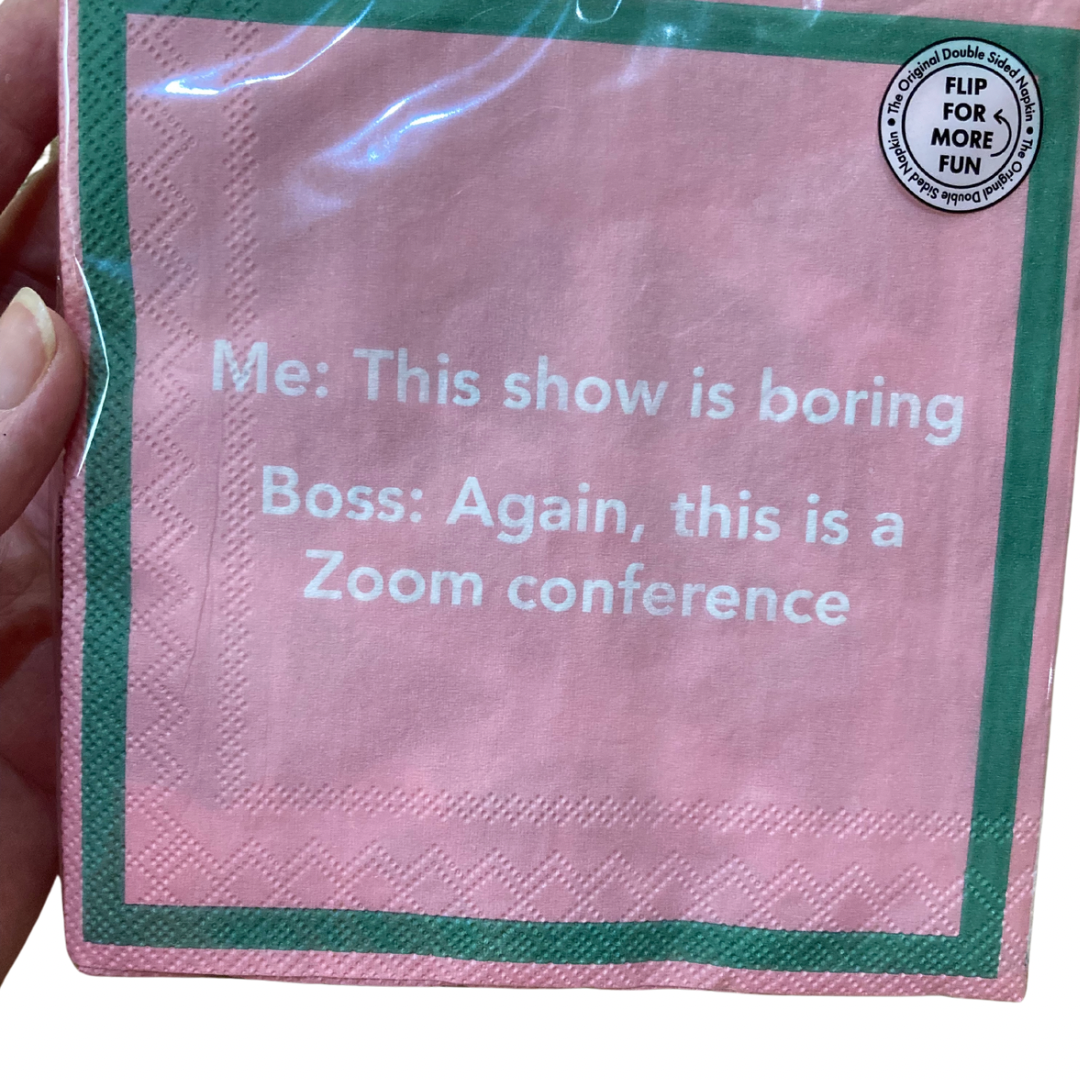 The Original Double Sided Napkin • The Original Double Sided Napkin •
FLIP
FOR
MORE
FUN
Me: This show is boring
Boss: Again, this is a
Zoom conference